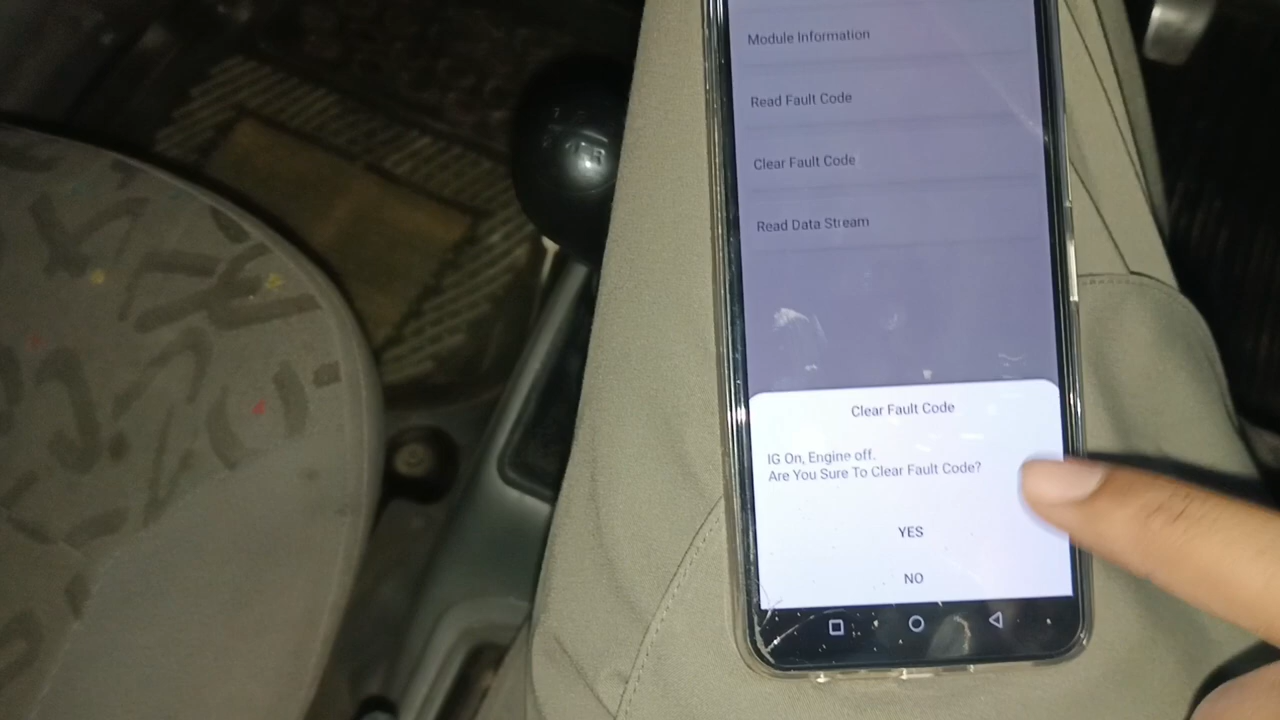 Module Information
Read Fault Code
Clear Fault Code
Read Data Stream
Clear Fault Code
IG On, Engine off.
Are You Sure To Clear Fault Code?
YES
NO